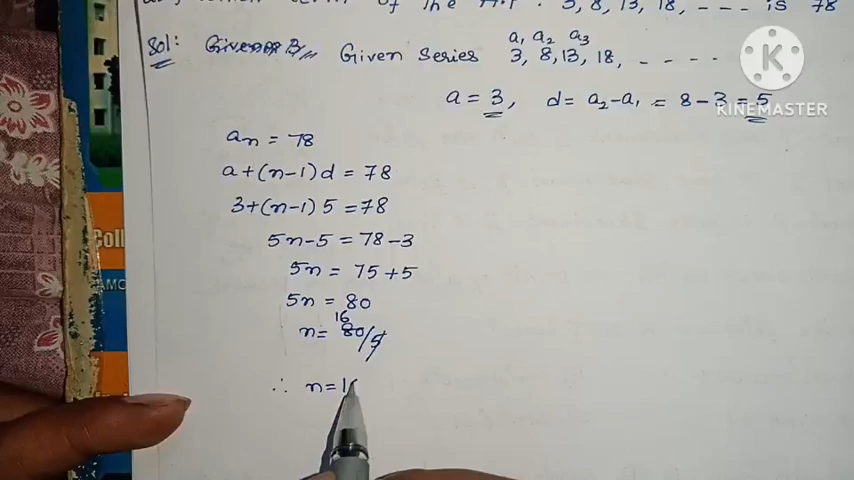 which term of the A.P. 3, 8, 13, 18, ---- is 78
Sol: Given Series 3, 8, 13, 18, - - - - -
a₁ a₂ a₃
K
KINEMASTER
a = 3, d = a₂-a₁ = 8-3 = 5
aₙ = 78
a+(n-1)d = 78
3+(n-1)5 = 78
5n-5 = 78-3
5n = 75+5
5n = 80
16
n = 80/5
∴ n=1